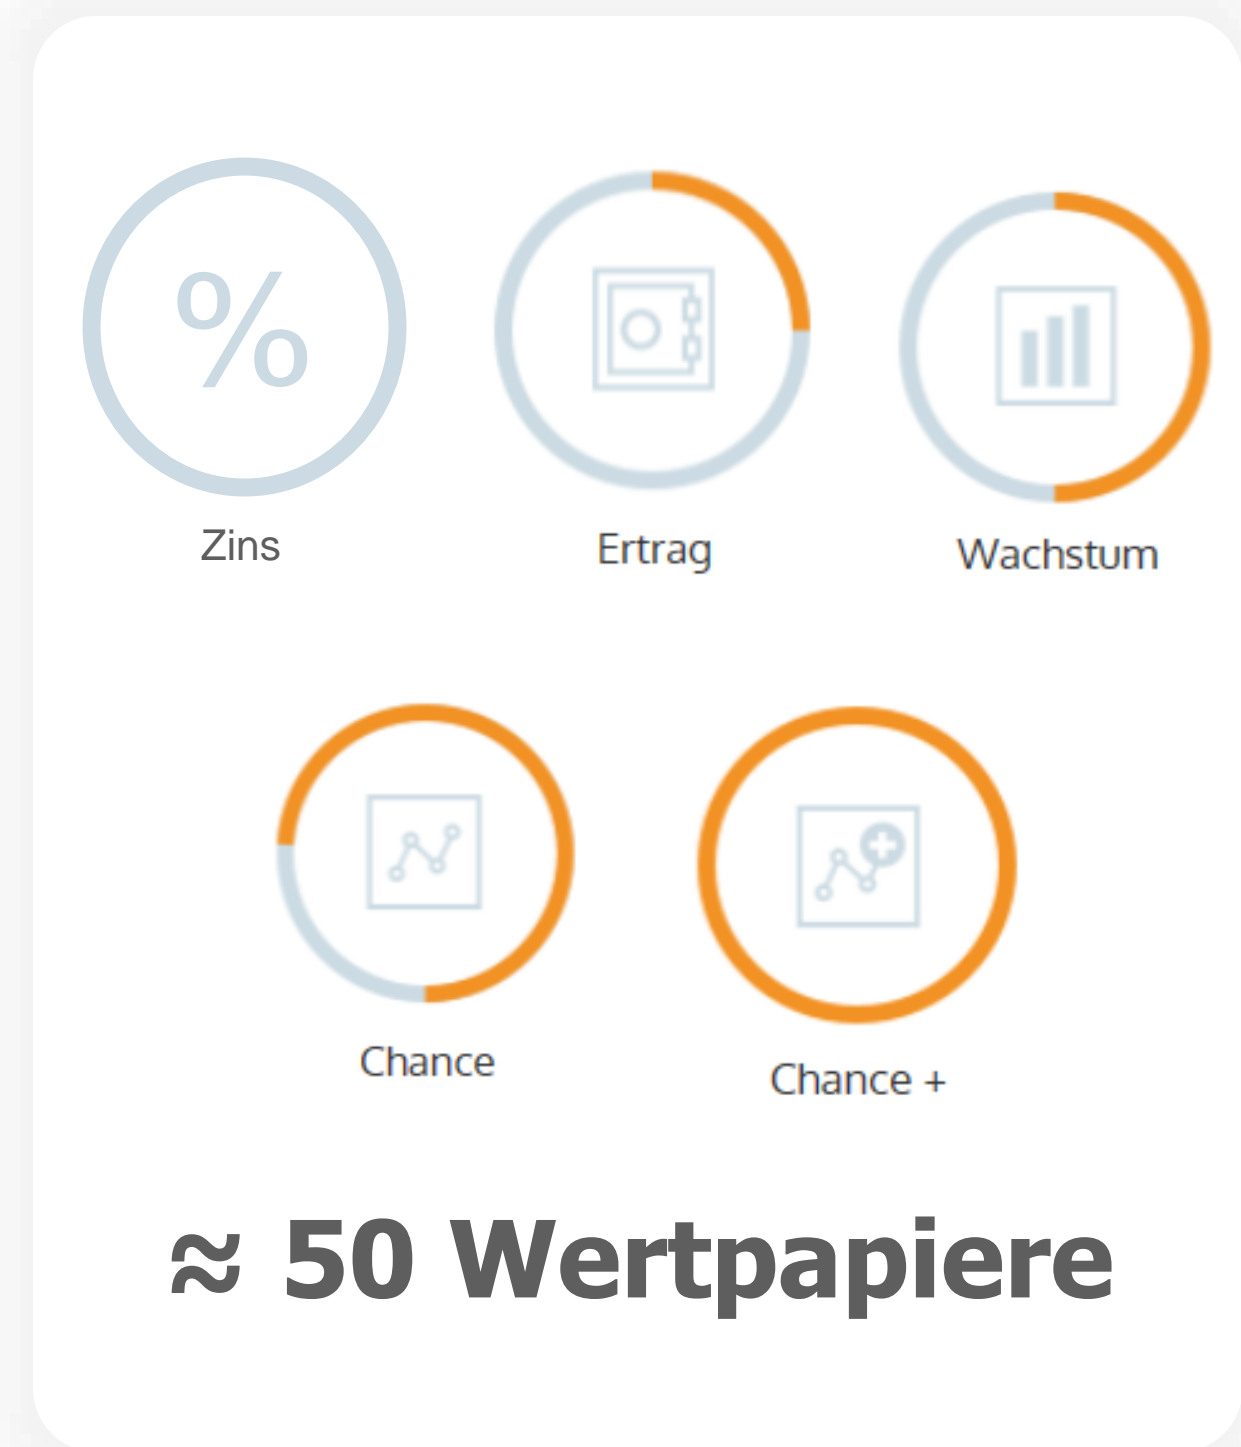 %
Zins
Ertrag
Wachstum
Chance
Chance +
≈ 50 Wertpapiere